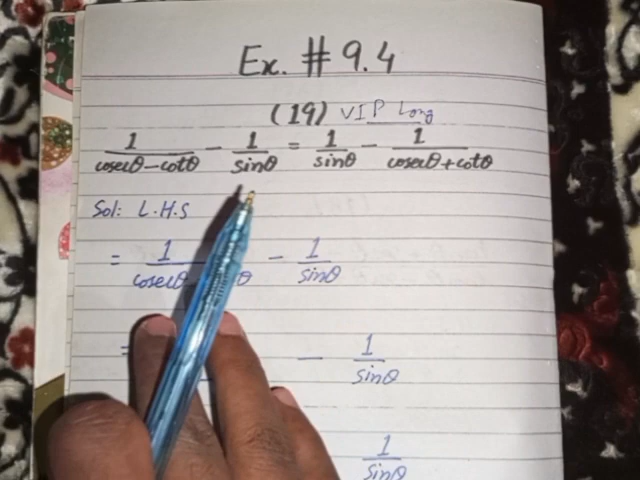 Ex. # 9.4
(19) VIP Long
1/cosecθ-cotθ - 1/sinθ = 1/sinθ - 1/cosecθ+cotθ
Sol: L.H.S
= 1/cosecθ θ - 1/sinθ
= - 1/sinθ
1/sinθ